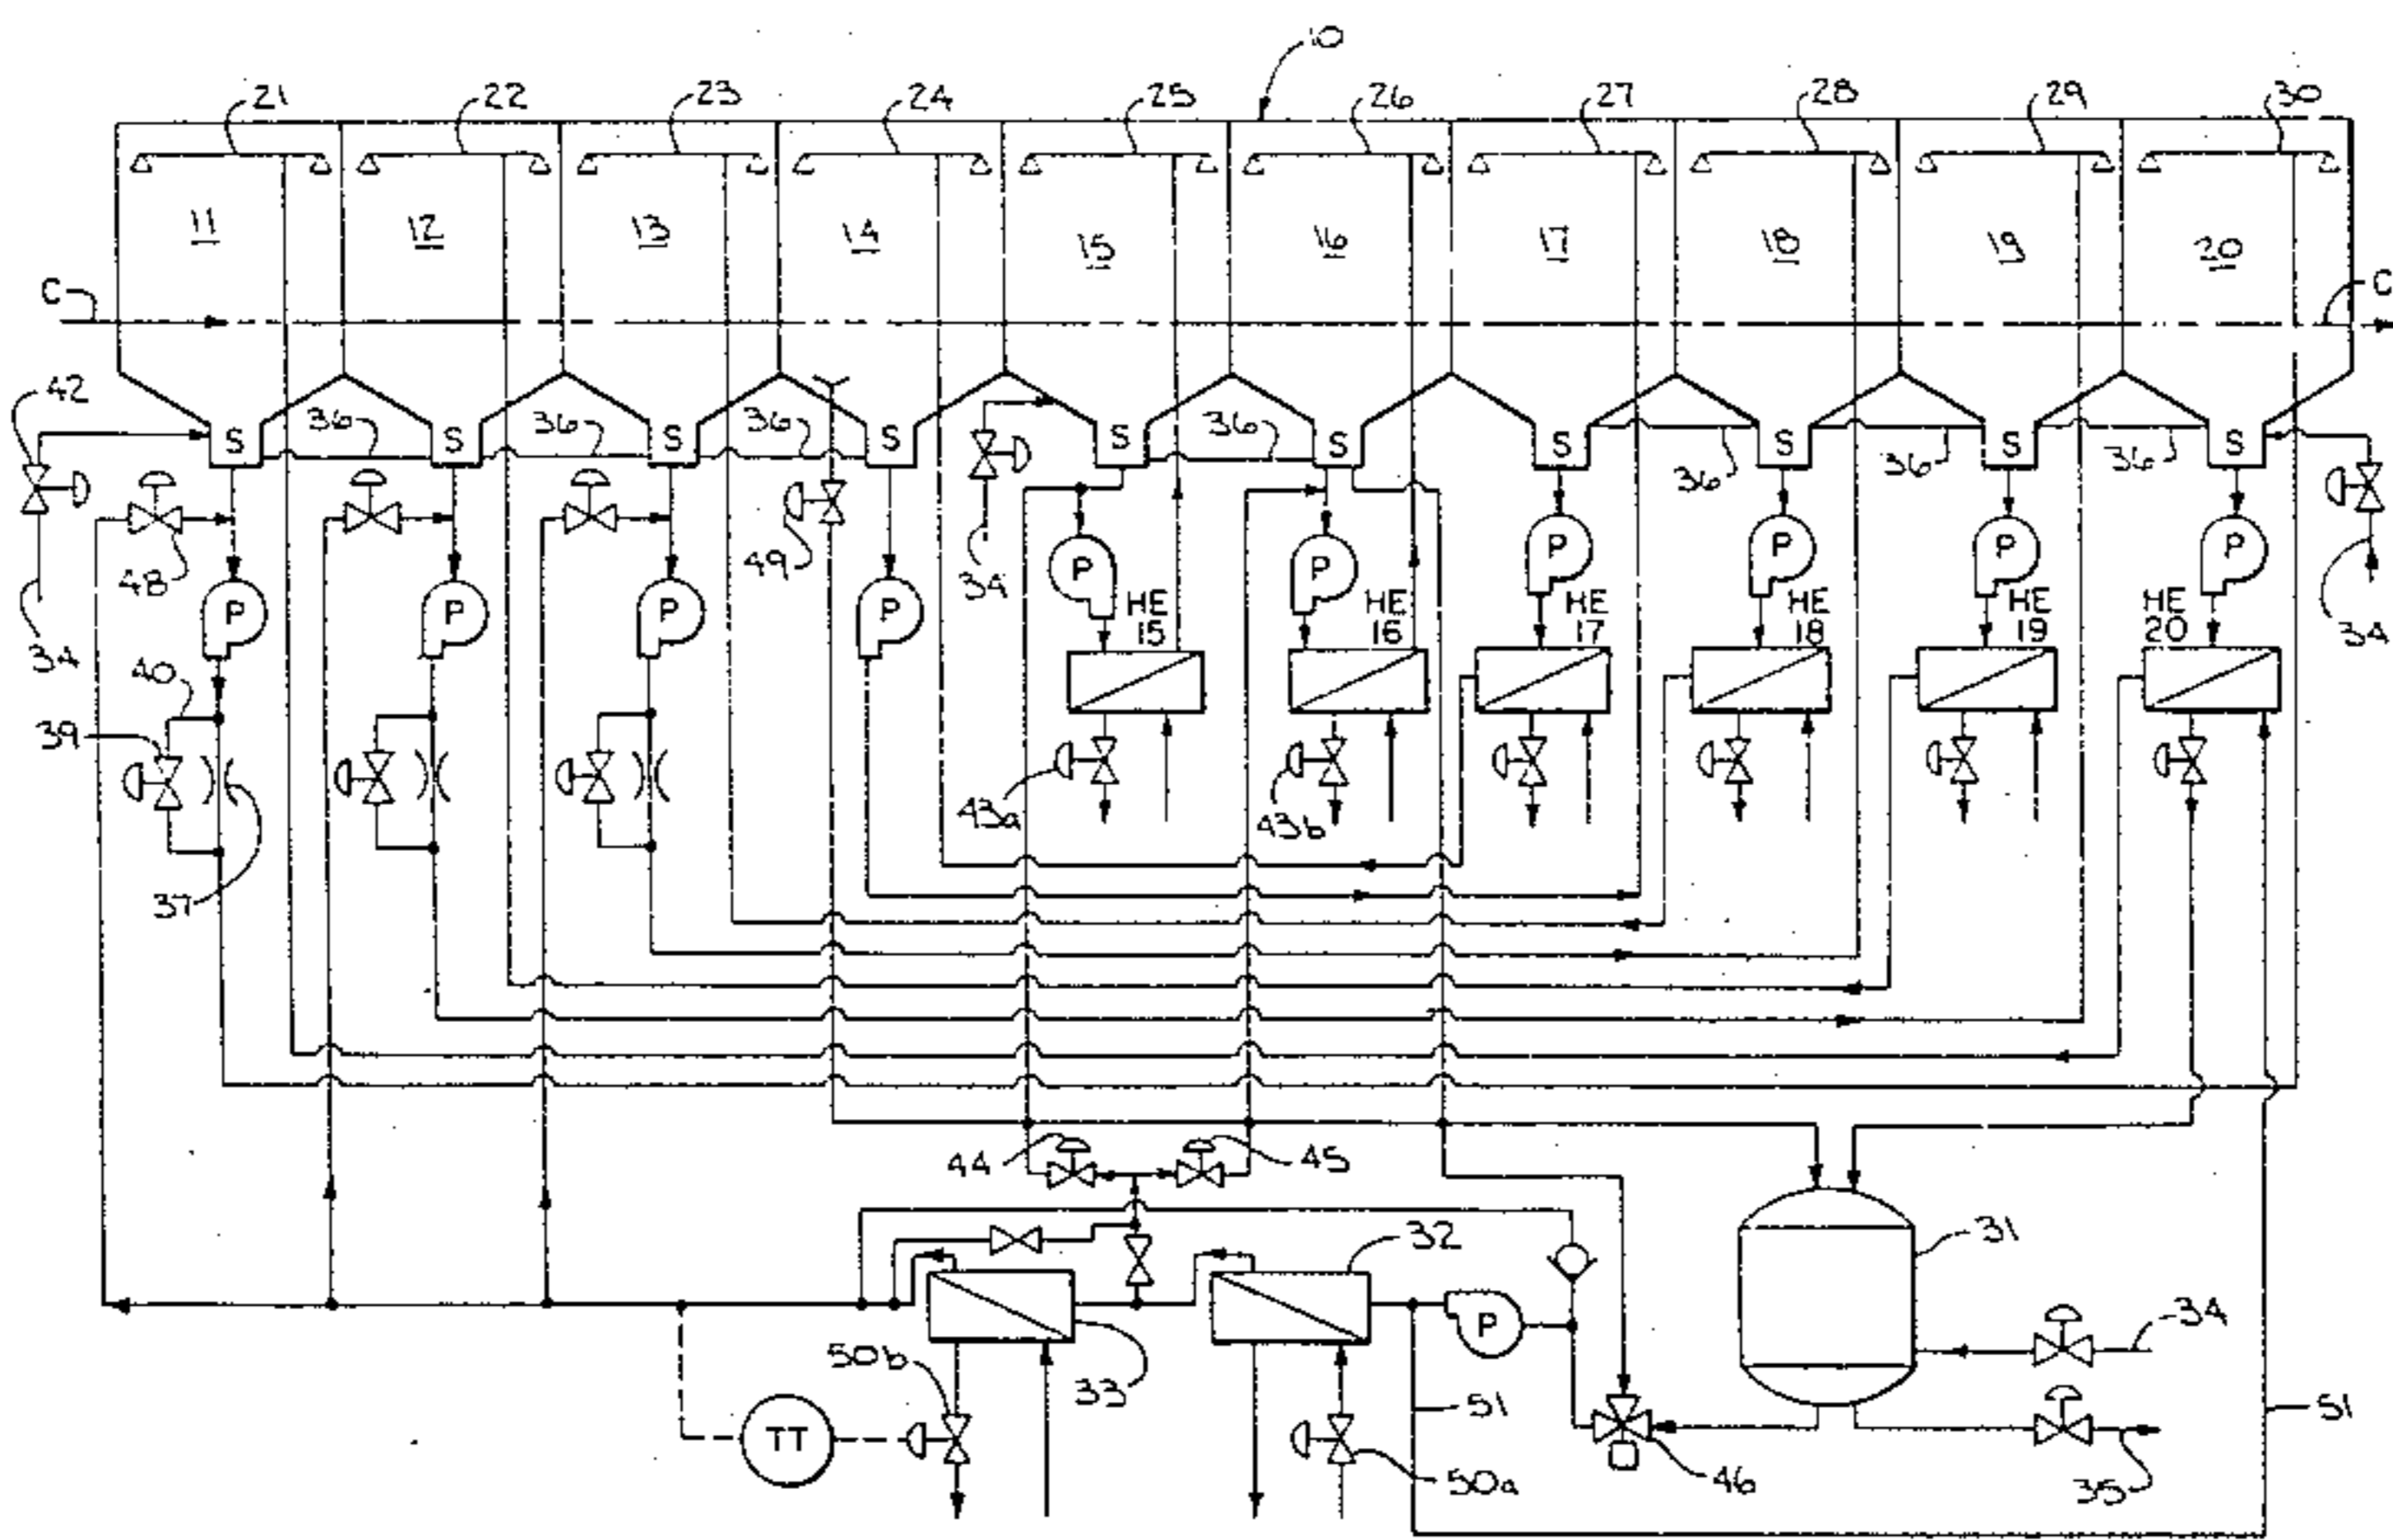 10
21 22 23 24 25 26 27 28 29 30
11 12 13 14 15 16 17 18 19 20
C C
42
S S S S S S S S S S
36 36 36 36 36 36 36
48 49 34
P P P P P P P P P P
34 34
HE 15
HE 16
HE 17
HE 18
HE 19
HE 20
40
39
43a 43b
37
44 45
32 31
P
34
50b 33 51 51
TT
50a 46 35